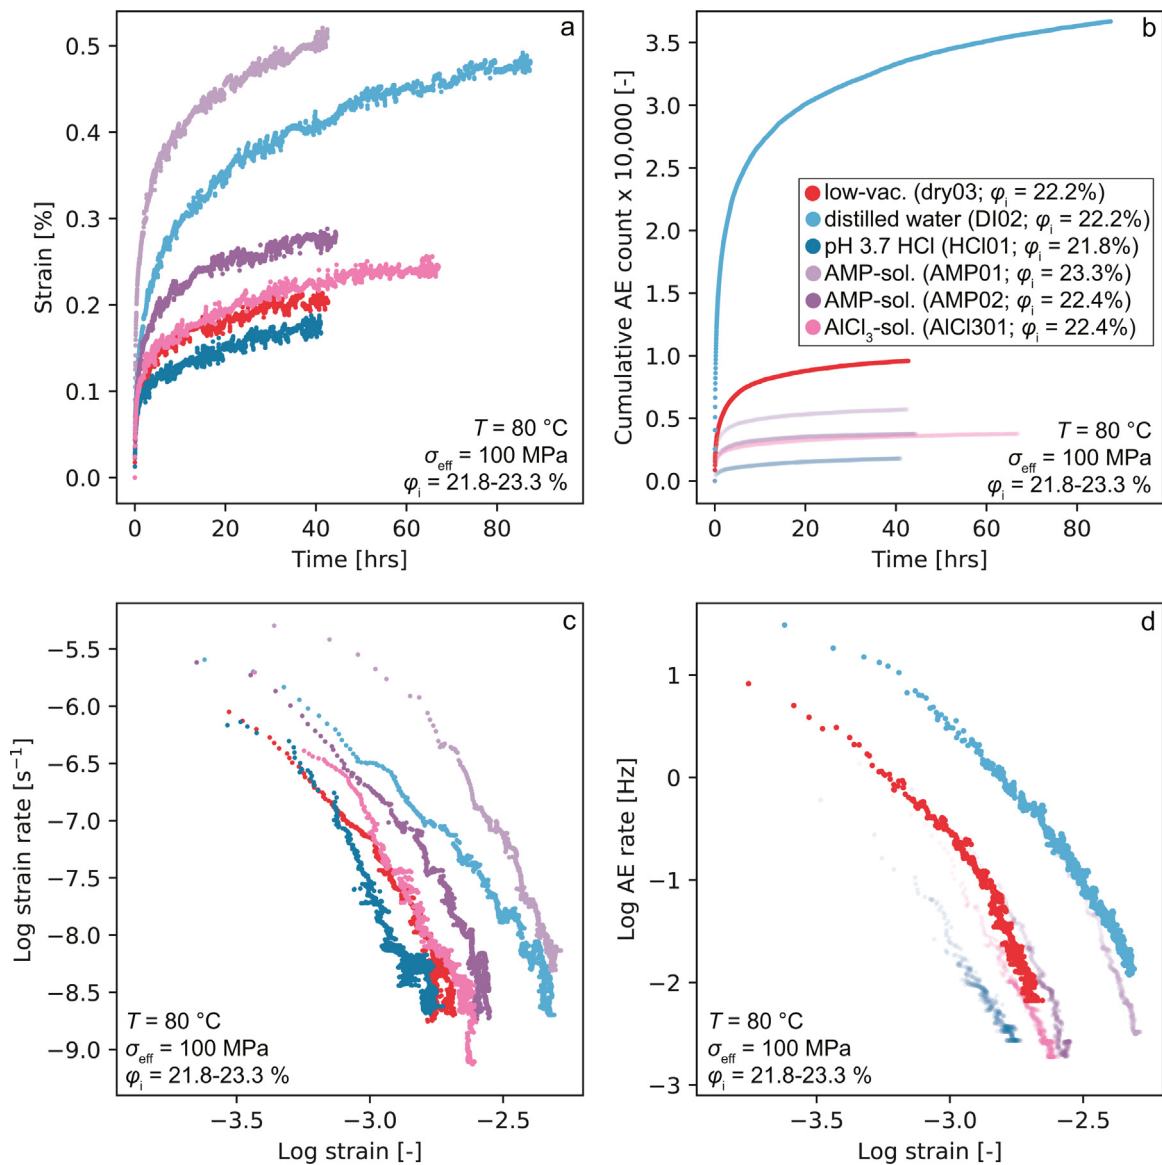 a
0.5
0.4
0.3
0.2
0.1
0.0
Strain [%]
T = 80 °C
σeff = 100 MPa
φi = 21.8-23.3 %
0 20 40 60 80
Time [hrs]
b
3.5
3.0
2.5
2.0
1.5
1.0
0.5
0.0
Cumulative AE count x 10,000 [-]
low-vac. (dry03; φi = 22.2%)
distilled water (DI02; φi = 22.2%)
pH 3.7 HCl (HCl01; φi = 21.8%)
AMP-sol. (AMP01; φi = 23.3%)
AMP-sol. (AMP02; φi = 22.4%)
AlCl3-sol. (AlCl301; φi = 22.4%)
T = 80 °C
σeff = 100 MPa
φi = 21.8-23.3 %
0 20 40 60 80
Time [hrs]
c
−5.5
−6.0
−6.5
−7.0
−7.5
−8.0
−8.5
−9.0
Log strain rate [s⁻¹]
T = 80 °C
σeff = 100 MPa
φi = 21.8-23.3 %
−3.5 −3.0 −2.5
Log strain [-]
d
1
0
−1
−2
−3
Log AE rate [Hz]
T = 80 °C
σeff = 100 MPa
φi = 21.8-23.3 %
−3.5 −3.0 −2.5
Log strain [-]